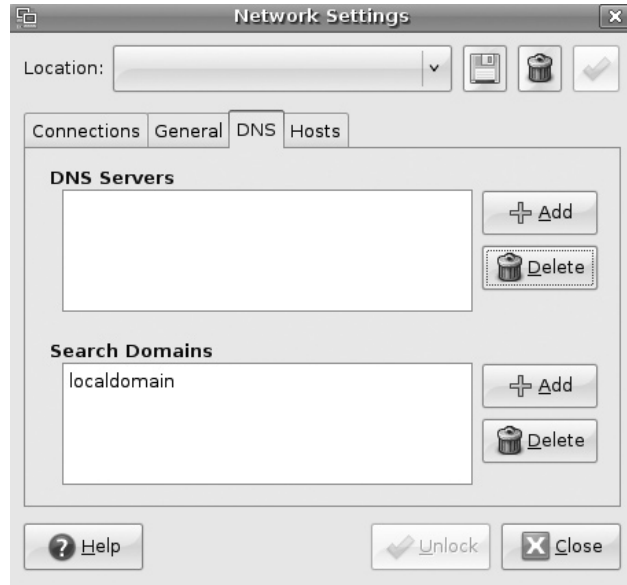 Network Settings
Location:
Connections General DNS Hosts
DNS Servers
Add
Delete
Search Domains
localdomain
Add
Delete
Help Unlock Close